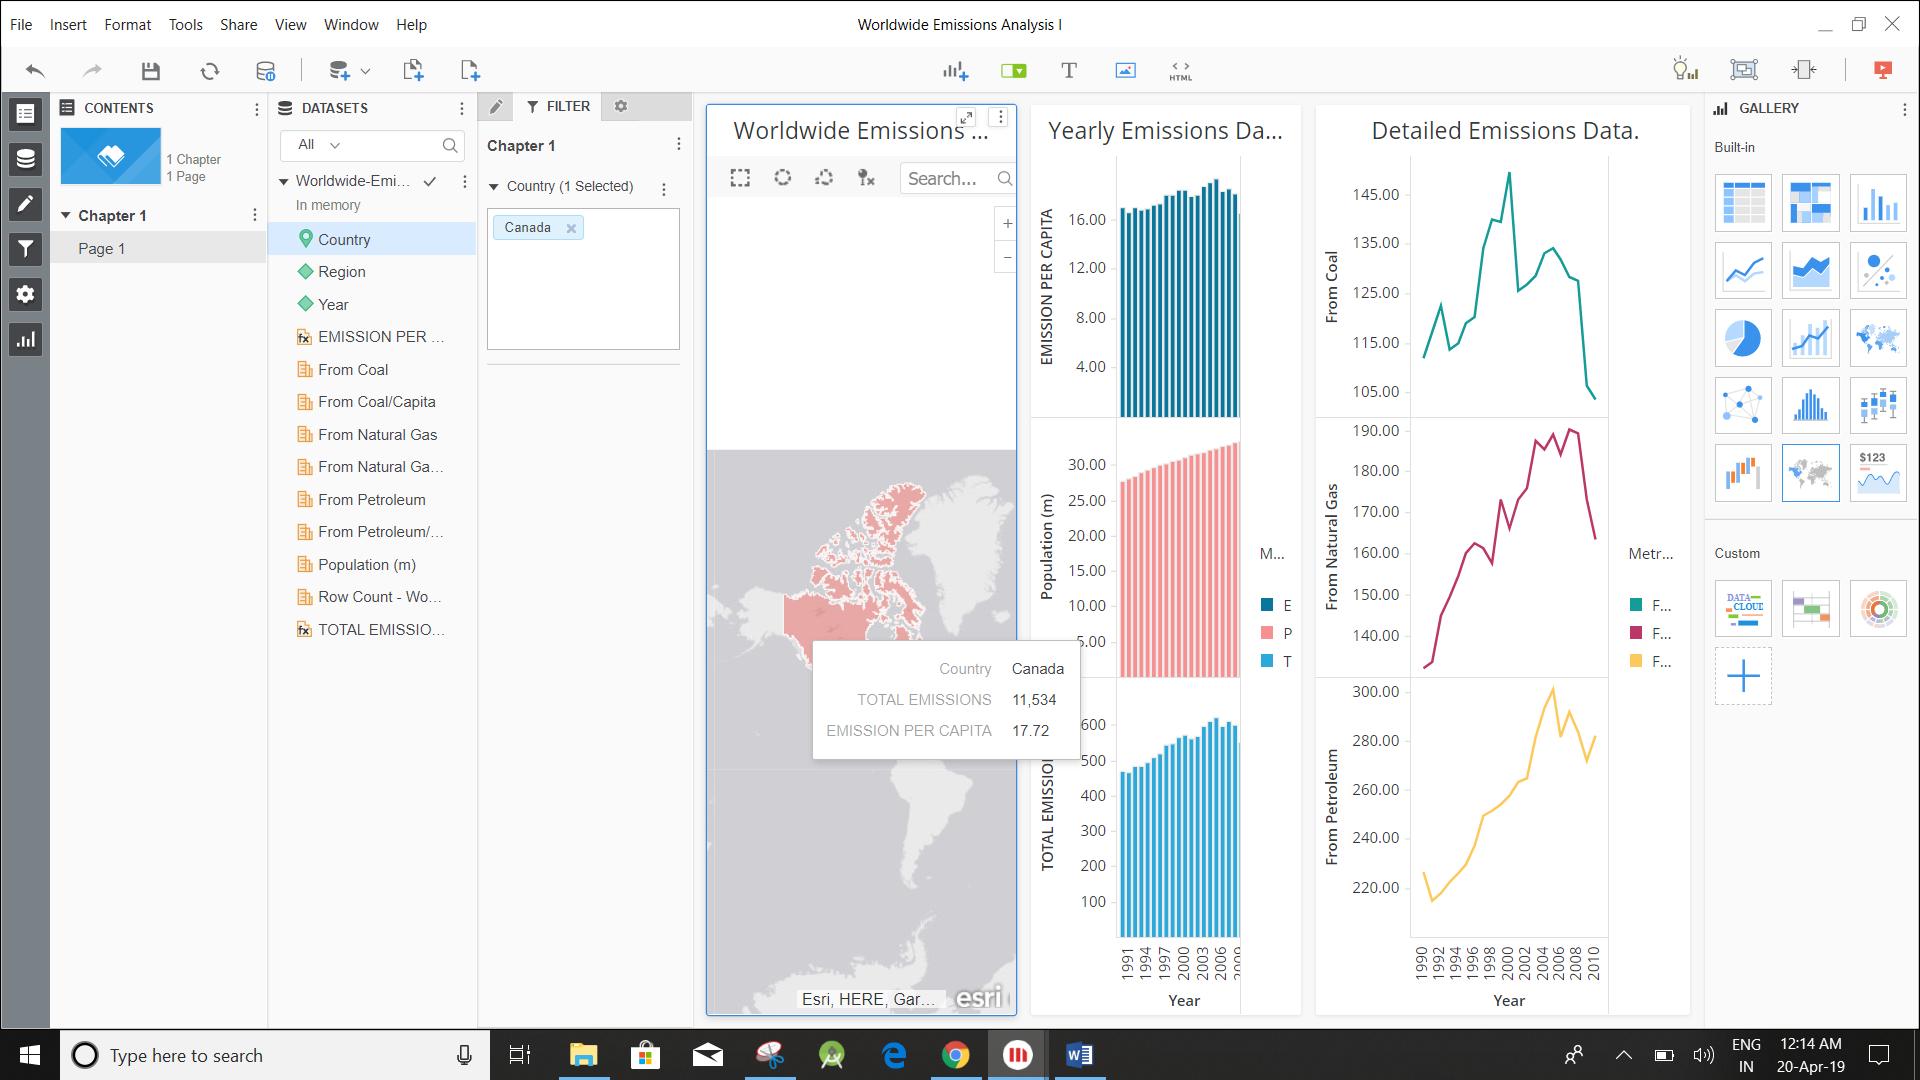 File Insert Format Tools Share View Window Help
Worldwide Emissions Analysis I
HTML
CONTENTS
1 Chapter
1 Page
Chapter 1
Page 1
DATASETS
All
Worldwide-Emi...
In memory
Country
Region
Year
EMISSION PER ...
From Coal
From Coal/Capita
From Natural Gas
From Natural Ga...
From Petroleum
From Petroleum/...
Population (m)
Row Count - Wo...
TOTAL EMISSIO...
FILTER
Chapter 1
Country (1 Selected)
Canada
Worldwide Emissions ...
Search...
+
−
Country Canada
TOTAL EMISSIONS 11,534
EMISSION PER CAPITA 17.72
Esri, HERE, Gar...
esri
Yearly Emissions Da...
EMISSION PER CAPITA
16.00
12.00
8.00
4.00
Population (m)
30.00
25.00
20.00
15.00
10.00
5.00
TOTAL EMISSION
600
500
400
300
200
100
1991 1994 1997 2000 2003 2006 2009
Year
M...
E
P
T
Detailed Emissions Data.
From Coal
145.00
135.00
125.00
115.00
105.00
From Natural Gas
190.00
180.00
170.00
160.00
150.00
140.00
From Petroleum
300.00
280.00
260.00
240.00
220.00
1990 1992 1994 1996 1998 2000 2002 2004 2006 2008 2010
Year
Metr...
F...
F...
F...
GALLERY
Built-in
$123
Custom
DATA
CLOUD
Type here to search
ENG
IN
12:14 AM
20-Apr-19